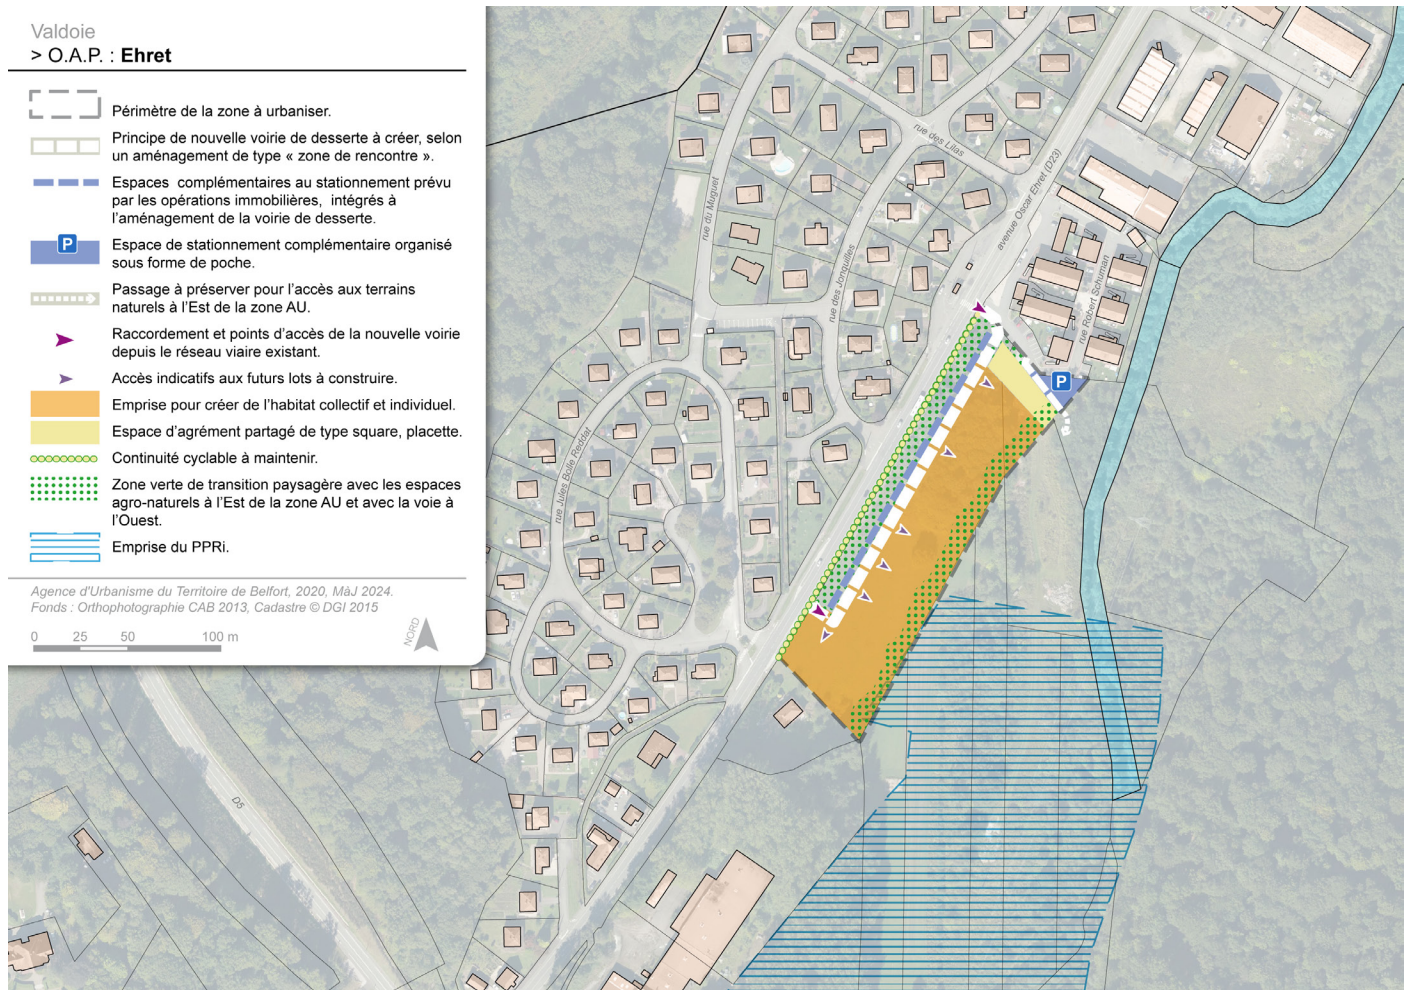 Valdoie
> O.A.P. : Ehret
Périmètre de la zone à urbaniser.
Principe de nouvelle voirie de desserte à créer, selon
un aménagement de type « zone de rencontre ».
Espaces complémentaires au stationnement prévu
par les opérations immobilières, intégrés à
l'aménagement de la voirie de desserte.
P
Espace de stationnement complémentaire organisé
sous forme de poche.
Passage à préserver pour l'accès aux terrains
naturels à l'Est de la zone AU.
Raccordement et points d'accès de la nouvelle voirie
depuis le réseau viaire existant.
Accès indicatifs aux futurs lots à construire.
Emprise pour créer de l'habitat collectif et individuel.
Espace d'agrément partagé de type square, placette.
Continuité cyclable à maintenir.
Zone verte de transition paysagère avec les espaces
agro-naturels à l'Est de la zone AU et avec la voie à
l'Ouest.
Emprise du PPRi.
Agence d'Urbanisme du Territoire de Belfort, 2020, MàJ 2024.
Fonds : Orthophotographie CAB 2013, Cadastre © DGI 2015
0 25 50 100 m
NORD
rue des Lilas
avenue Oscar Ehret (D23)
rue du Muguet
rue des Jonquilles
rue Robert Schuman
P
rue Jules Bolle Reddat
D5